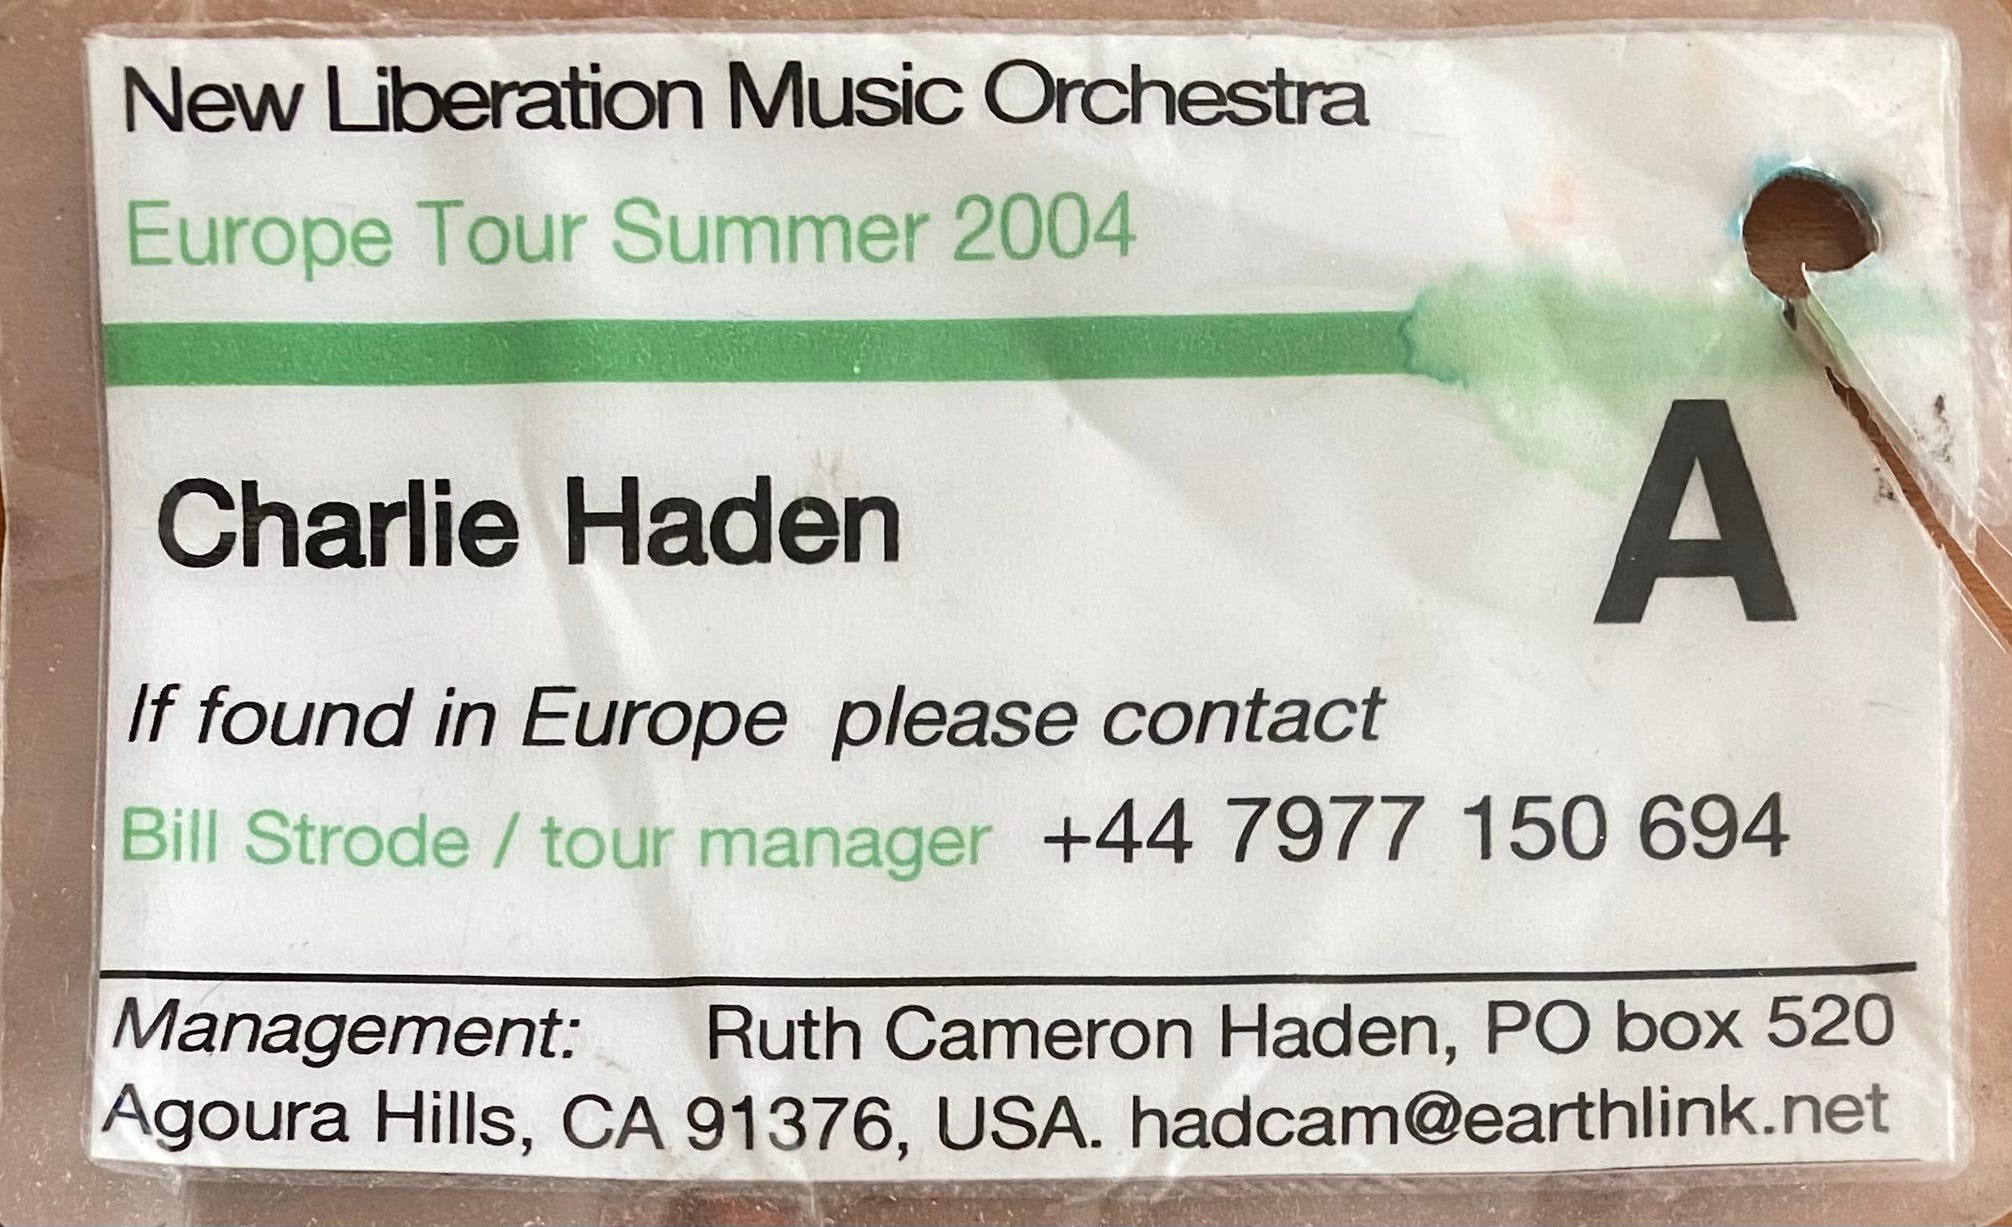 New Liberation Music Orchestra
Europe Tour Summer 2004
Charlie Haden
A
If found in Europe please contact
Bill Strode / tour manager +44 7977 150 694
Management: Ruth Cameron Haden, PO box 520
Agoura Hills, CA 91376, USA. hadcam@earthlink.net